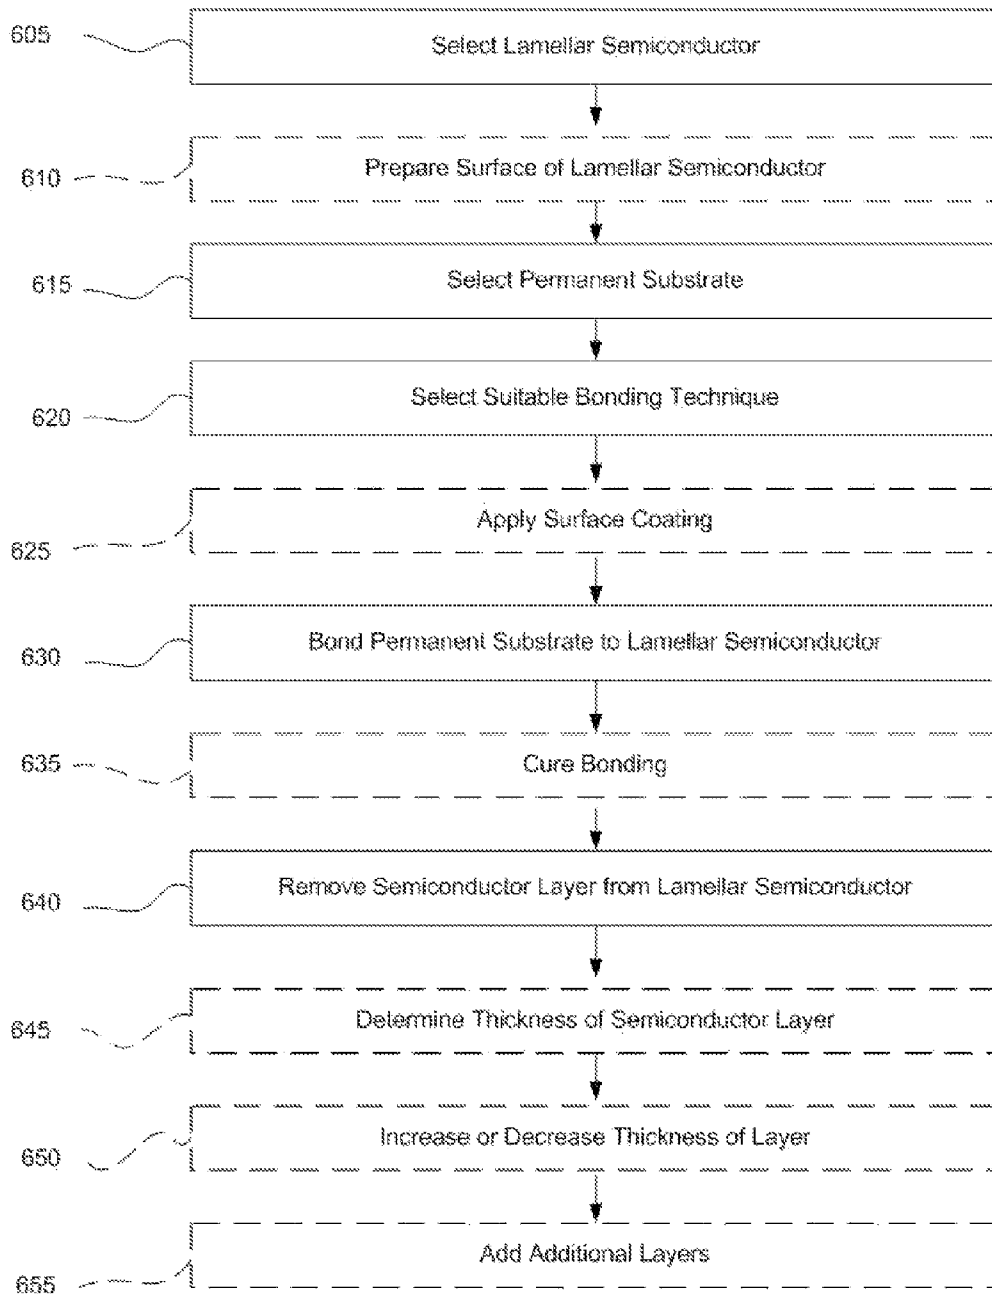 605
Select Lamellar Semiconductor
610
Prepare Surface of Lamellar Semiconductor
615
Select Permanent Substrate
620
Select Suitable Bonding Technique
625
Apply Surface Coating
630
Bond Permanent Substrate to Lamellar Semiconductor
635
Cure Bonding
640
Remove Semiconductor Layer from Lamellar Semiconductor
645
Determine Thickness of Semiconductor Layer
650
Increase or Decrease Thickness of Layer
655
Add Additional Layers